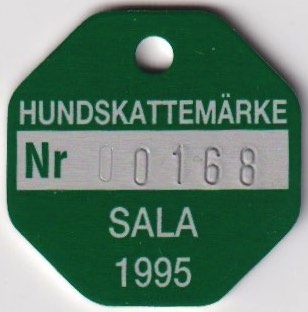 HUNDSKATTEMÄRKE
Nr 00168
SALA
1995